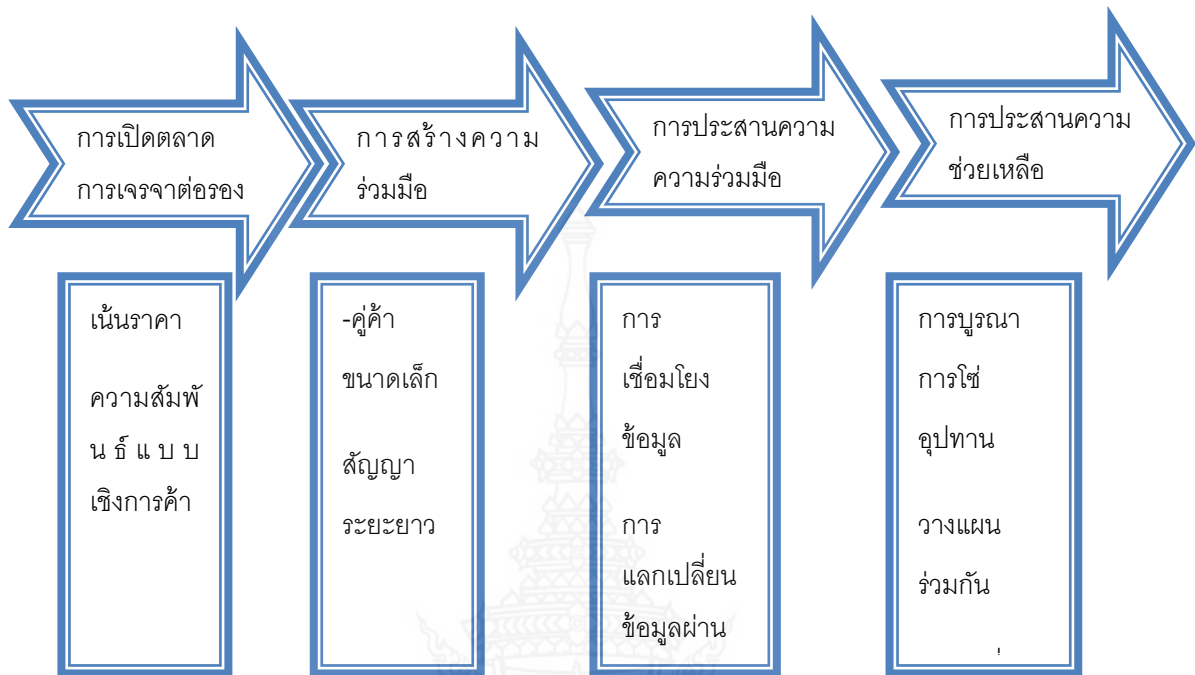 การเปิดตลาด
การเจรจาต่อรอง
การสร้างความ
ร่วมมือ
การประสานความ
ความร่วมมือ
การประสานความ
ช่วยเหลือ
เน้นราคา
ความสัมพั
นธ์แบบ
เชิงการค้า
-คู่ค้า
ขนาดเล็ก
สัญญา
ระยะยาว
การ
เชื่อมโยง
ข้อมูล
การ
แลกเปลี่ยน
ข้อมูลผ่าน
การบูรณา
การโซ่
อุปทาน
วางแผน
ร่วมกัน